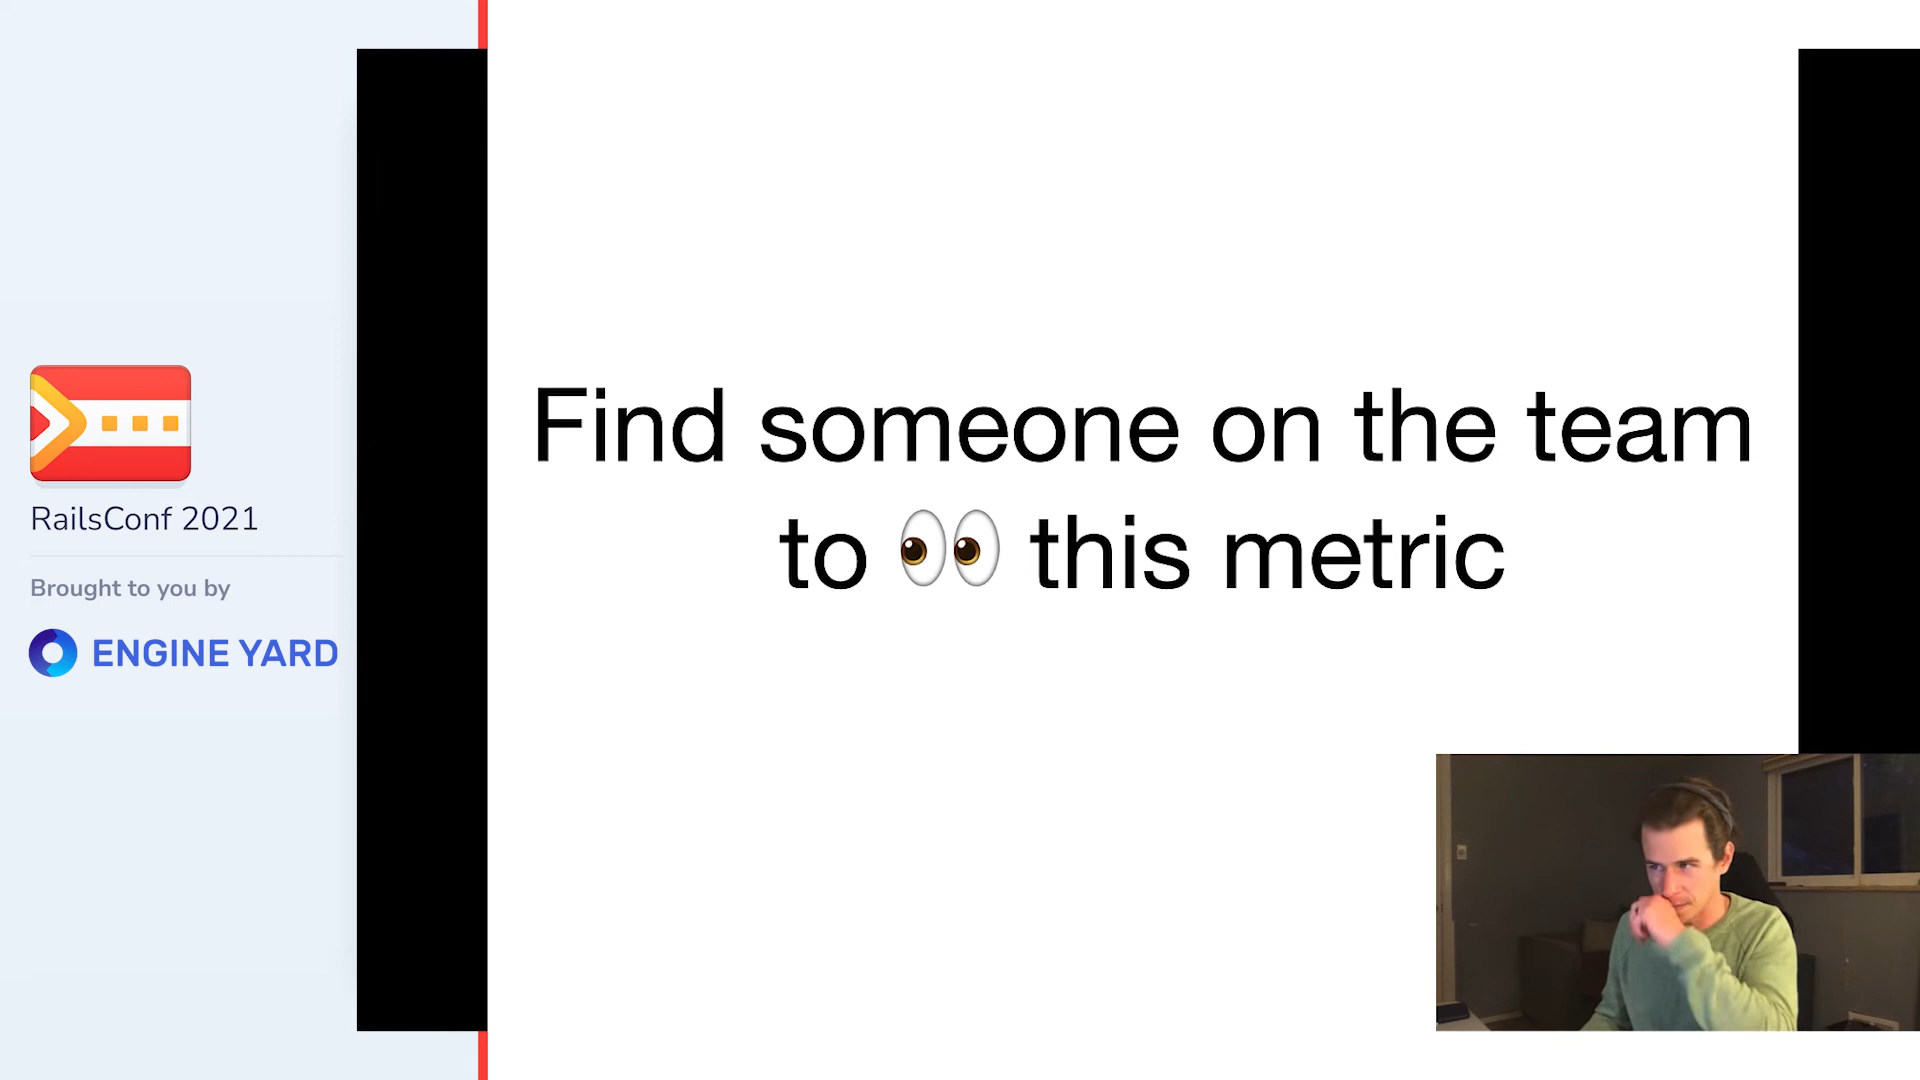 RailsConf 2021
Brought to you by
ENGINE YARD
Find someone on the team
to 👀 this metric